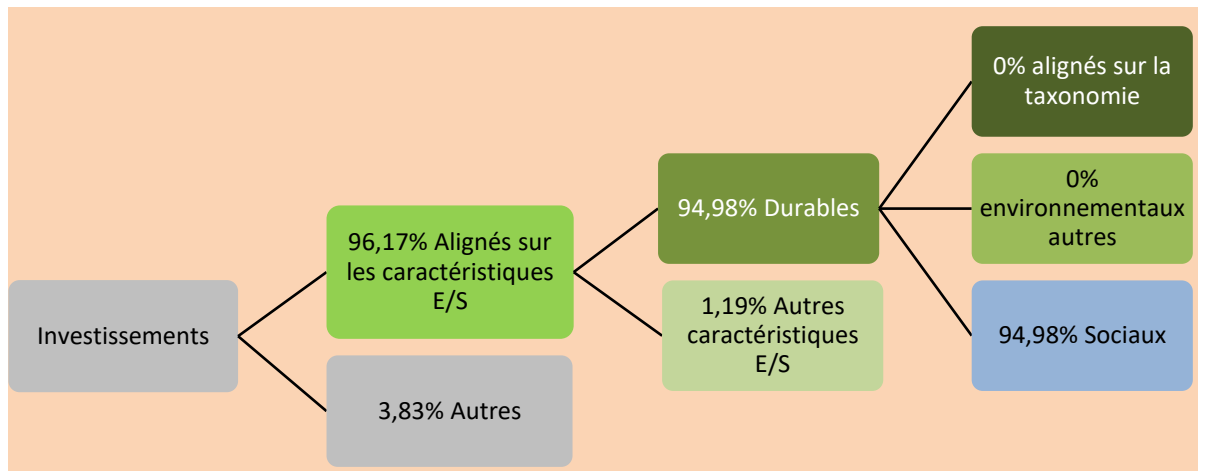 Investissements
96,17% Alignés sur
les caractéristiques
E/S
3,83% Autres
94,98% Durables
1,19% Autres
caractéristiques
E/S
0% alignés sur la
taxonomie
0%
environnementaux
autres
94,98% Sociaux